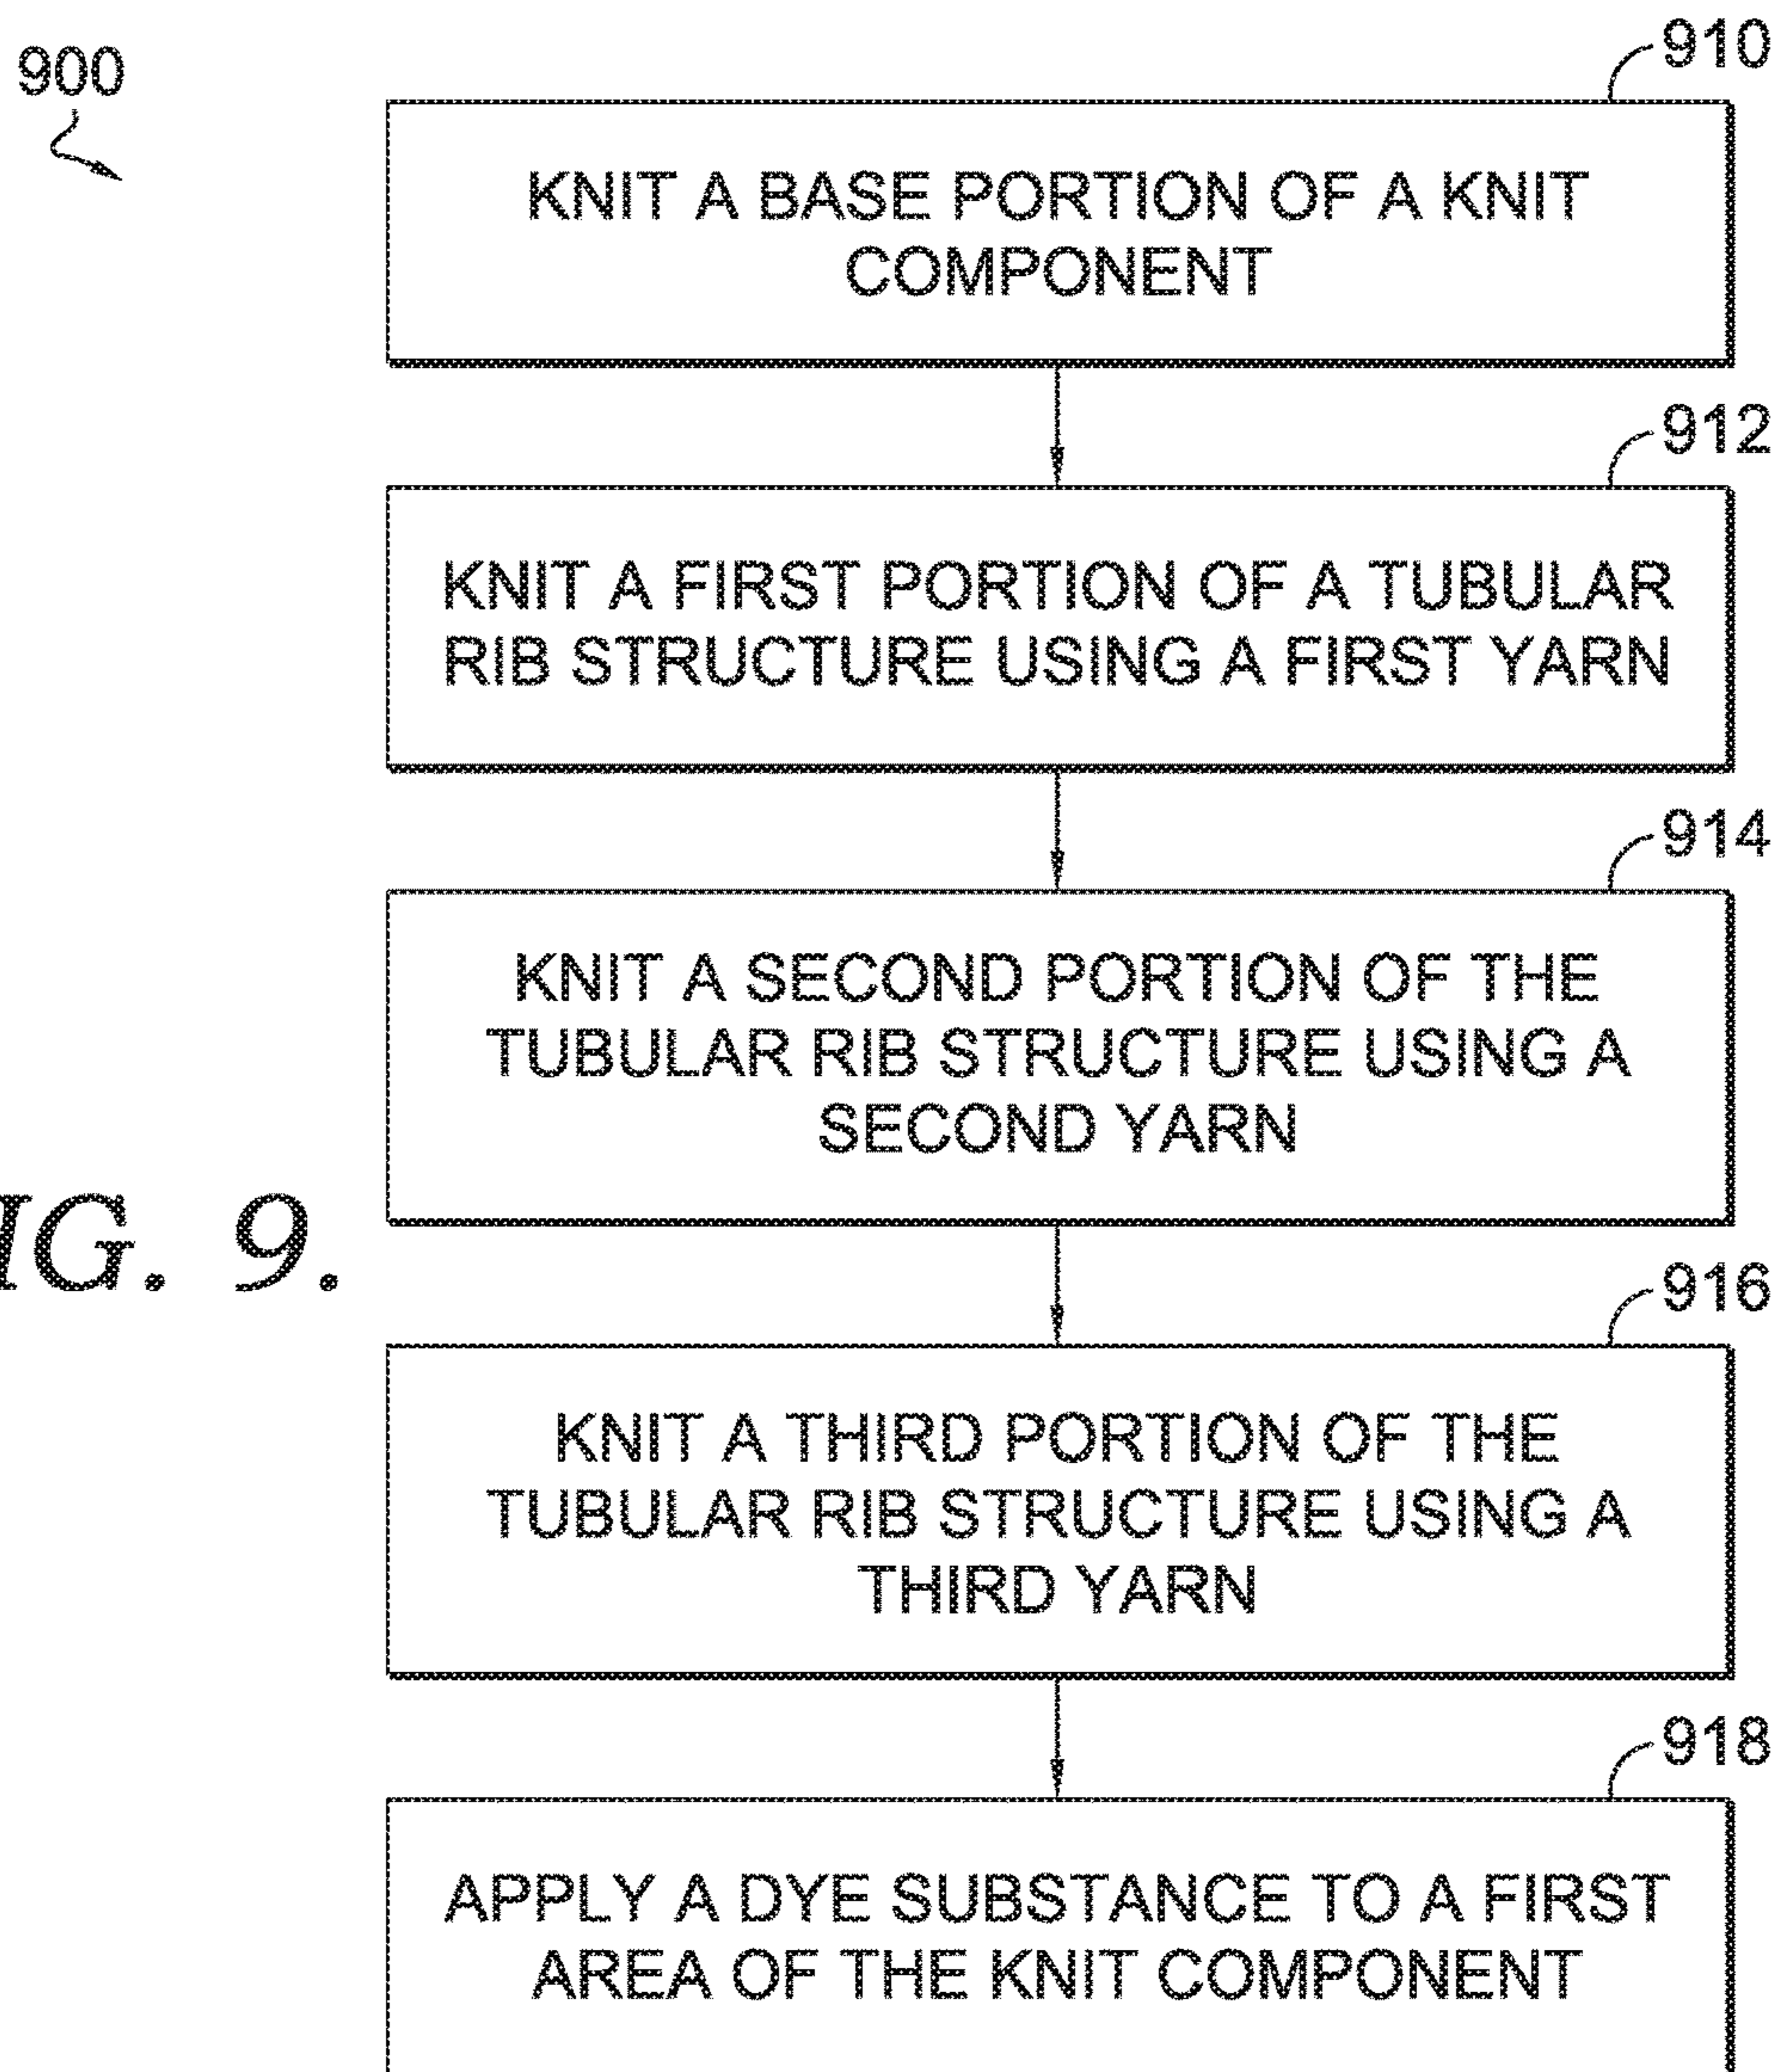 900
910
KNIT A BASE PORTION OF A KNIT
COMPONENT
912
KNIT A FIRST PORTION OF A TUBULAR
RIB STRUCTURE USING A FIRST YARN
914
KNIT A SECOND PORTION OF THE
TUBULAR RIB STRUCTURE USING A
SECOND YARN
IG. 9.
916
KNIT A THIRD PORTION OF THE
TUBULAR RIB STRUCTURE USING A
THIRD YARN
918
APPLY A DYE SUBSTANCE TO A FIRST
AREA OF THE KNIT COMPONENT